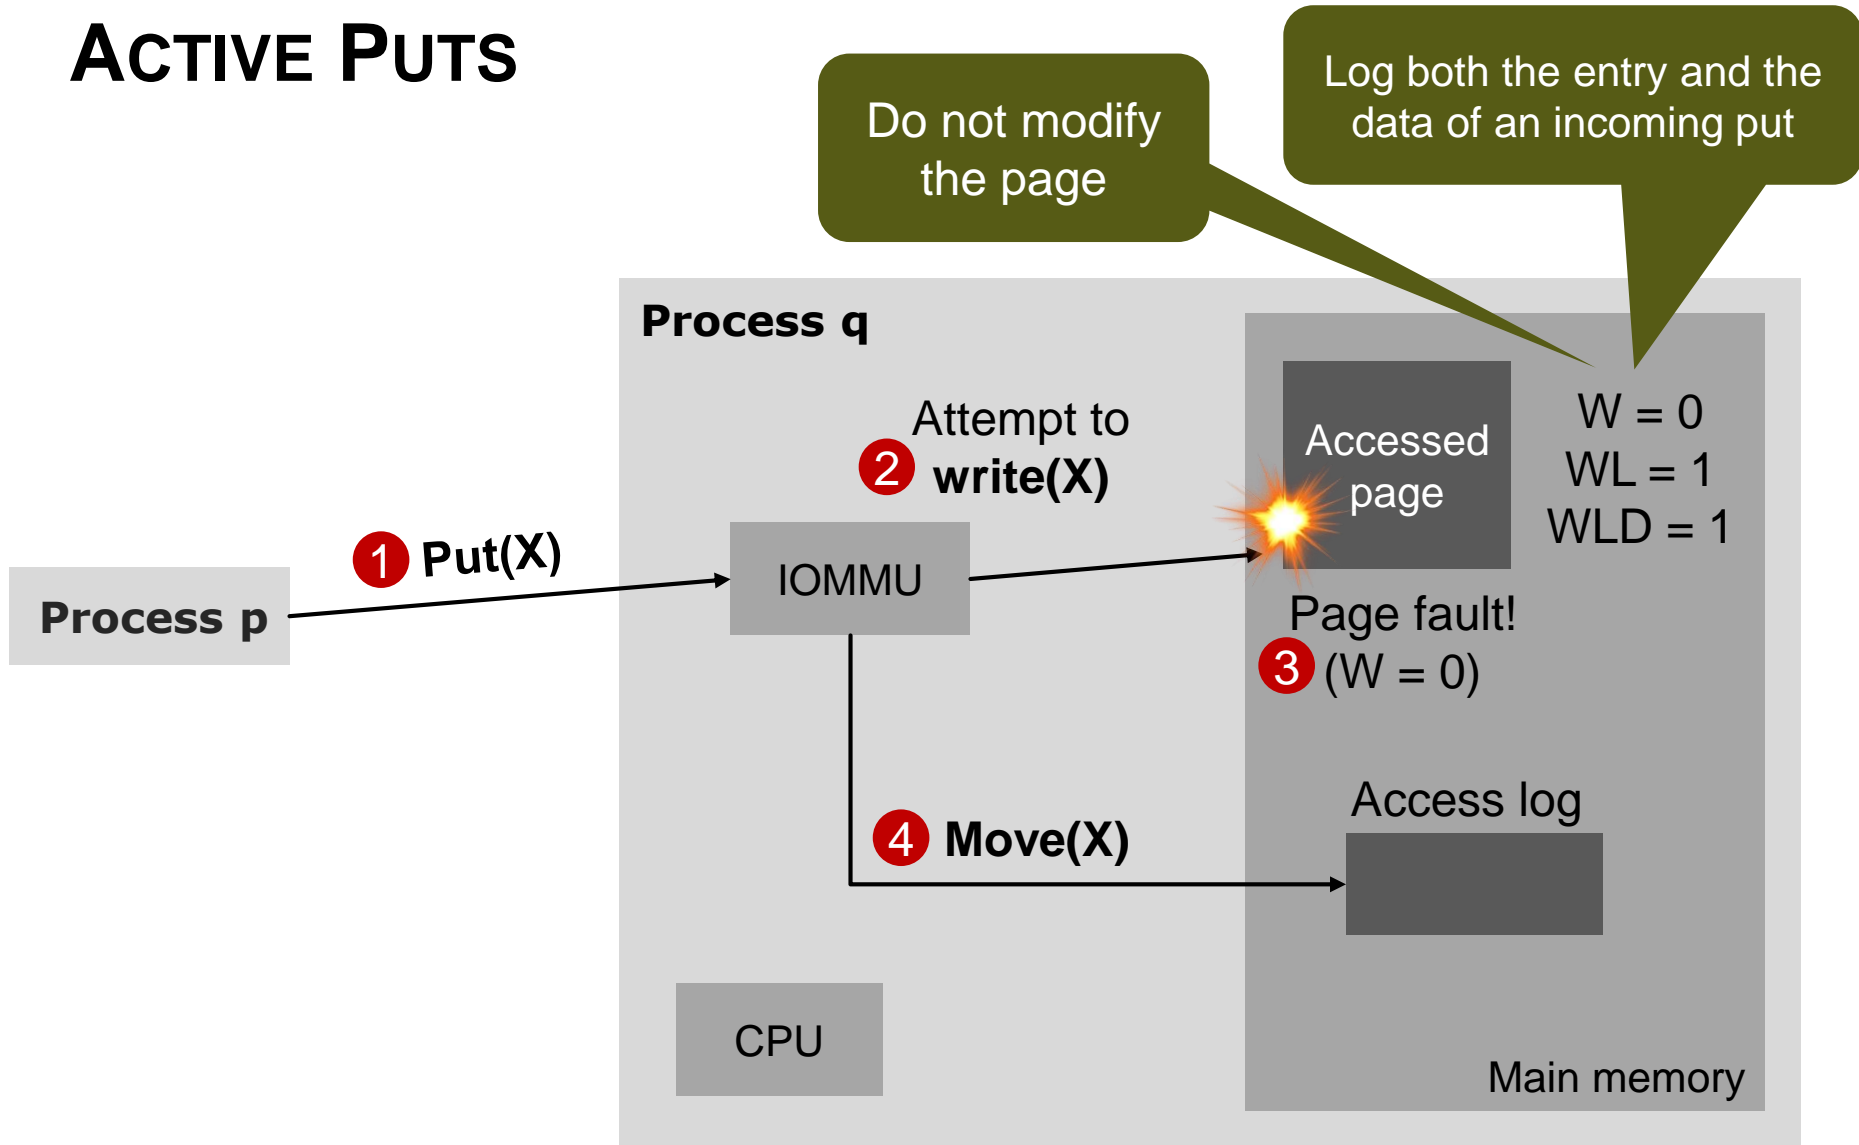 ACTIVE PUTS
Do not modify
the page
Log both the entry and the
data of an incoming put
Process q
Attempt to
2 write(X)
Accessed
page
W = 0
WL = 1
WLD = 1
1 Put(X)
IOMMU
Process p
Page fault!
3 (W = 0)
Access log
4 Move(X)
CPU
Main memory